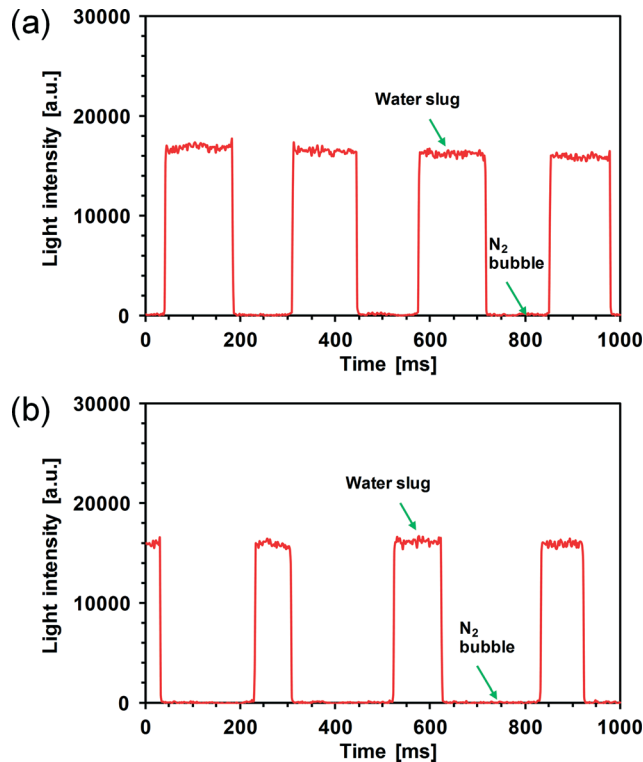 (a)
30000
20000
10000
0
Light intensity [a.u.]
Water slug
N2
bubble
0 200 400 600 800 1000
Time [ms]
(b)
30000
20000
10000
0
Light intensity [a.u.]
Water slug
N2
bubble
0 200 400 600 800 1000
Time [ms]